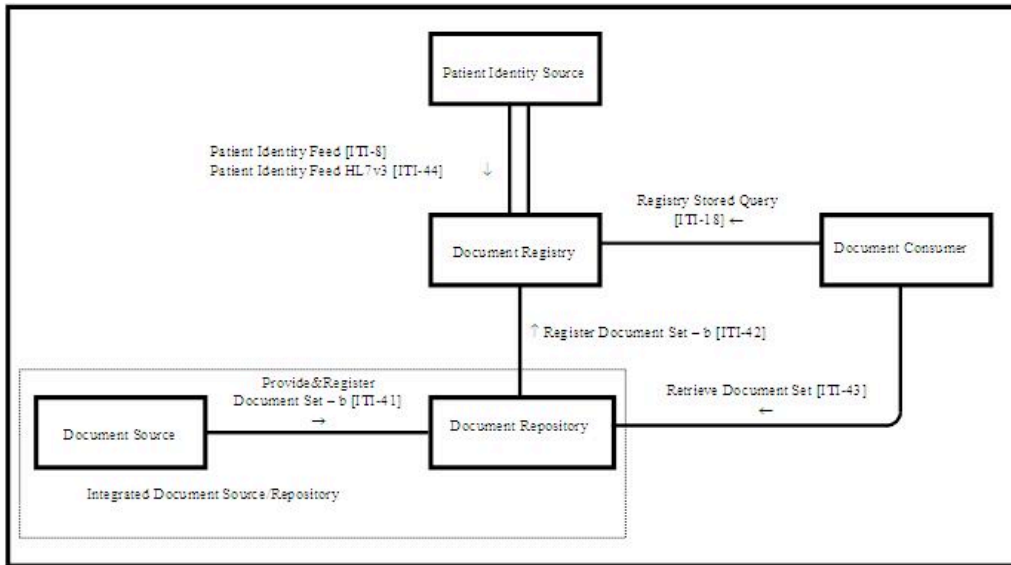 Patient Identity Source
Patient Identity Feed [ITI-8]
Patient Identity Feed HL7v3 [ITI-44] ↓
Registry Stored Query
[ITI-18] ←
Document Registry
Document Consumer
↑ Register Document Set – b [ITI-42]
Provide&Register
Document Set – b [ITI-41]
→
Retrieve Document Set [ITI-43]
←
Document Source
Document Repository
Integrated Document Source/Repository